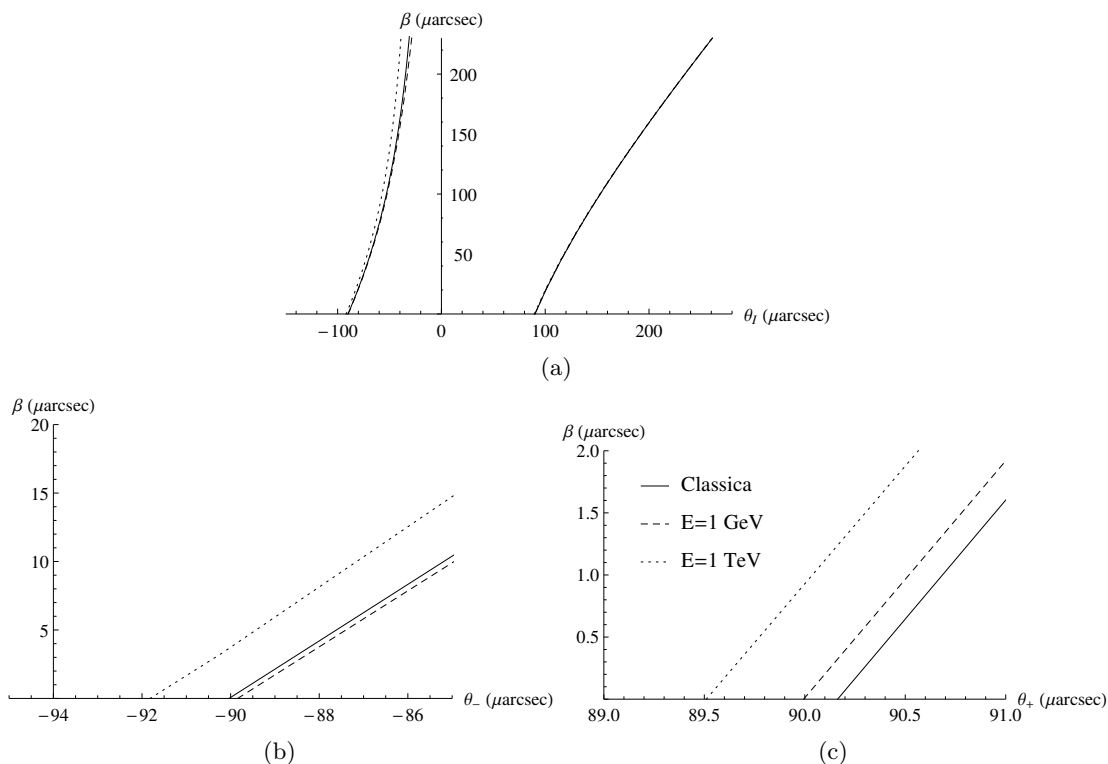 β (μarcsec)
200
150
100
50
−100
0
100
200
θI (μarcsec)
(a)
β (μarcsec)
20
15
10
5
−94
−92
−90
−88
−86
θ− (μarcsec)
(b)
β (μarcsec)
2.0
1.5
1.0
0.5
Classica
E=1 GeV
E=1 TeV
89.0
89.5
90.0
90.5
91.0
θ+ (μarcsec)
(c)